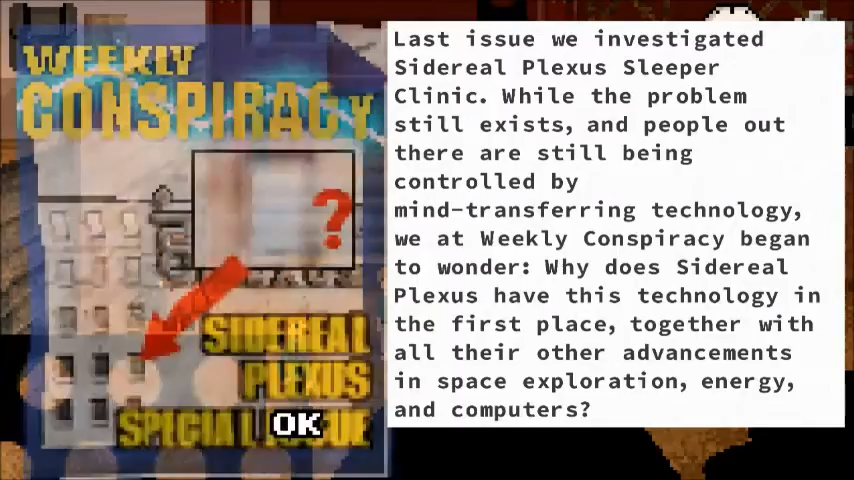 WEEKLY
CONSPIRACY
?
SIDEREAL
PLEXUS
SPECIAL ISSUE
OK
Last issue we investigated
Sidereal Plexus Sleeper
Clinic. While the problem
still exists, and people out
there are still being
controlled by
mind-transferring technology,
we at Weekly Conspiracy began
to wonder: Why does Sidereal
Plexus have this technology in
the first place, together with
all their other advancements
in space exploration, energy,
and computers?